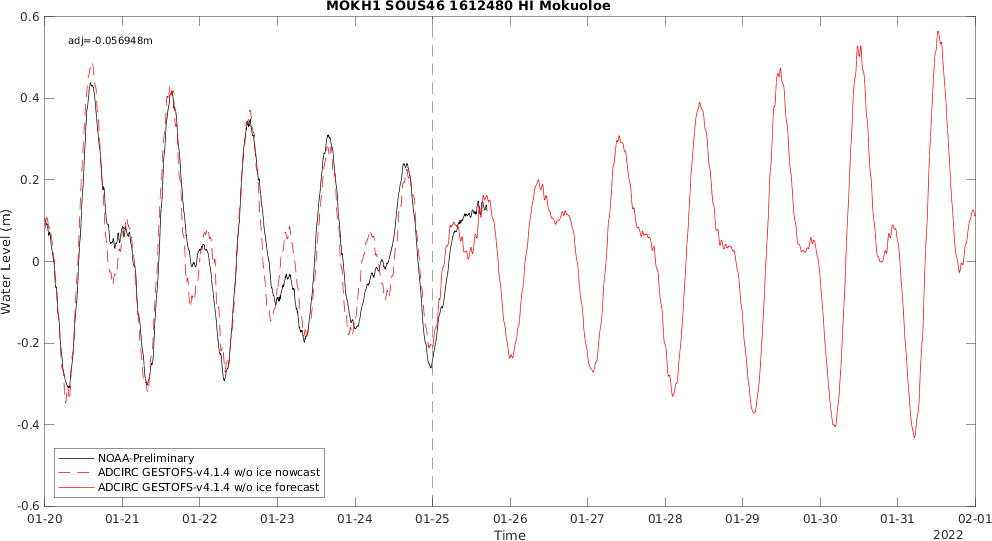 MOKH1 SOUS46 1612480 HI Mokuoloe
adj=-0.056948m
0.6
0.4
0.2
0
-0.2
-0.4
-0.6
Water Level (m)
NOAA-Preliminary
ADCIRC GESTOFS-v4.1.4 w/o ice nowcast
ADCIRC GESTOFS-v4.1.4 w/o ice forecast
01-20 01-21 01-22 01-23 01-24 01-25 01-26 01-27 01-28 01-29 01-30 01-31 02-01
Time
2022